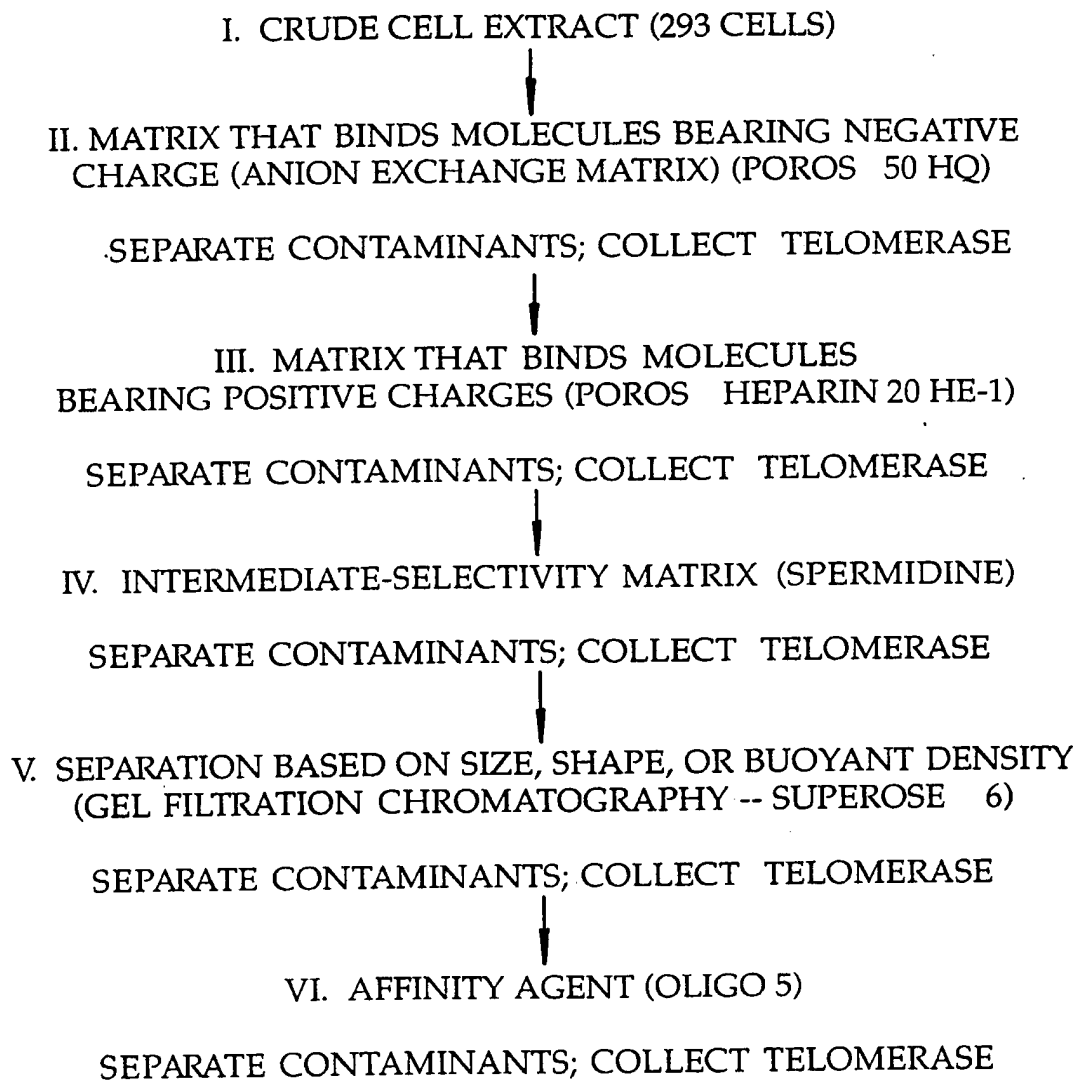 I. CRUDE CELL EXTRACT (293 CELLS)
II. MATRIX THAT BINDS MOLECULES BEARING NEGATIVE
CHARGE (ANION EXCHANGE MATRIX) (POROS 50 HQ)
SEPARATE CONTAMINANTS; COLLECT TELOMERASE
III. MATRIX THAT BINDS MOLECULES
BEARING POSITIVE CHARGES (POROS HEPARIN 20 HE-1)
SEPARATE CONTAMINANTS; COLLECT TELOMERASE
IV. INTERMEDIATE-SELECTIVITY MATRIX (SPERMIDINE)
SEPARATE CONTAMINANTS; COLLECT TELOMERASE
V. SEPARATION BASED ON SIZE, SHAPE, OR BUOYANT DENSITY
(GEL FILTRATION CHROMATOGRAPHY -- SUPEROSE 6)
SEPARATE CONTAMINANTS; COLLECT TELOMERASE
VI. AFFINITY AGENT (OLIGO 5)
SEPARATE CONTAMINANTS; COLLECT TELOMERASE